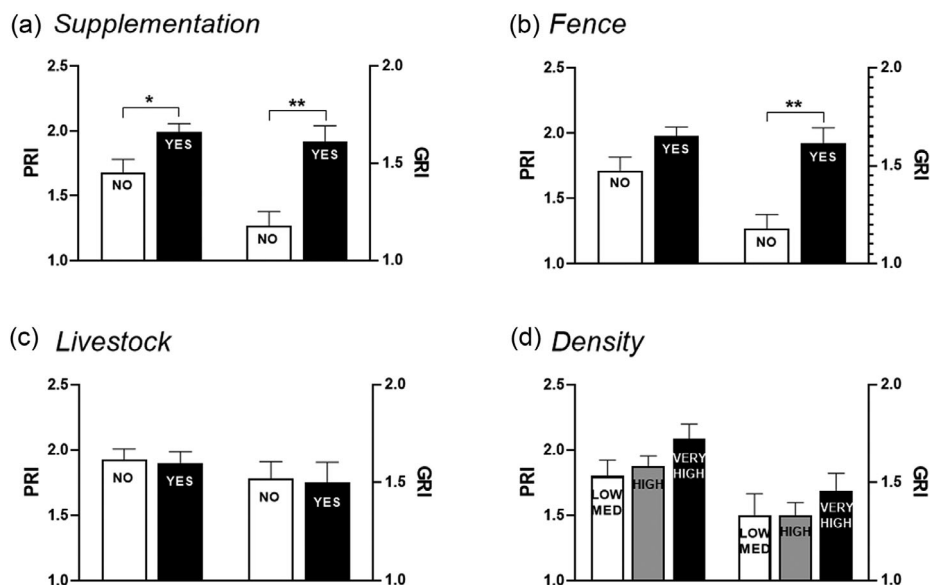 (a) Supplementation
2.5
2.0
1.5
1.0
PRI
NO
YES
*
NO
YES
**
2.0
1.5
1.0
GRI
(b) Fence
2.5
2.0
1.5
1.0
PRI
NO
YES
NO
YES
**
2.0
1.5
1.0
GRI
(c) Livestock
2.5
2.0
1.5
1.0
PRI
NO
YES
NO
YES
2.0
1.5
1.0
GRI
(d) Density
2.5
2.0
1.5
1.0
PRI
LOW
MED
HIGH
VERY
HIGH
LOW
MED
HIGH
VERY
HIGH
2.0
1.5
1.0
GRI